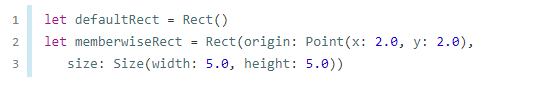 1 let defaultRect = Rect()
2 let memberwiseRect = Rect(origin: Point(x: 2.0, y: 2.0),
3    size: Size(width: 5.0, height: 5.0))